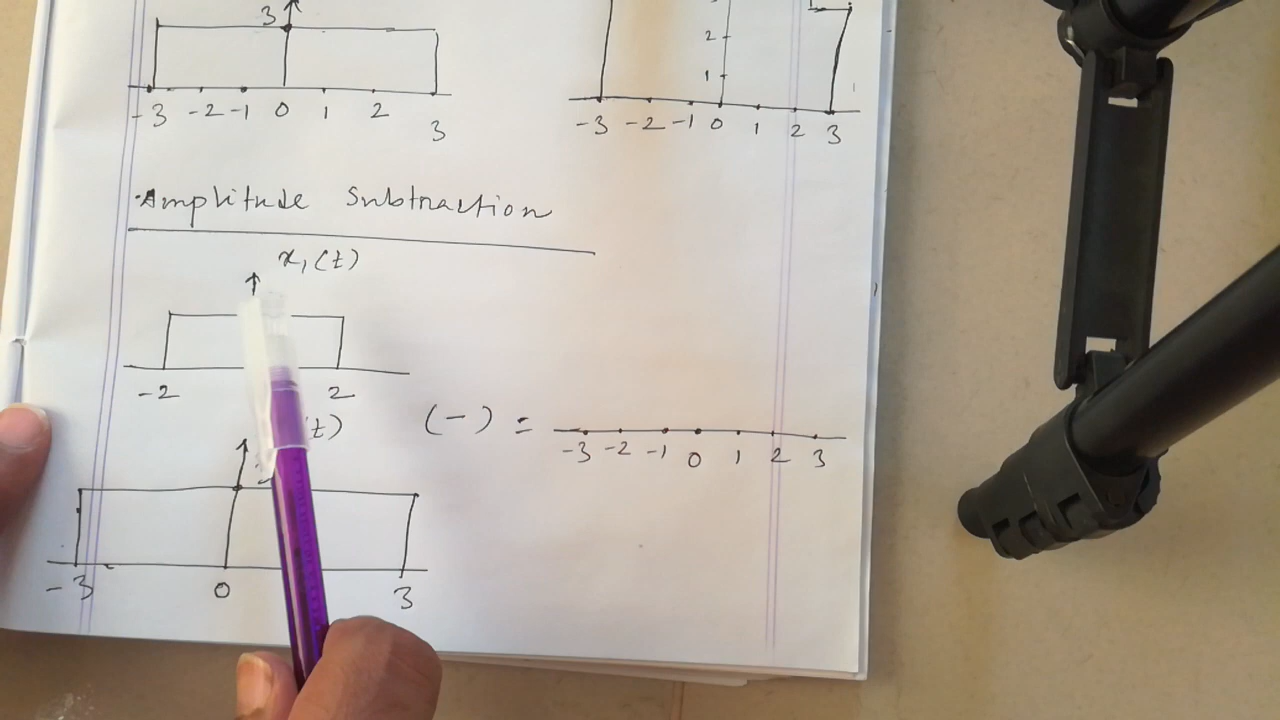 3
-3 -2 -1 0 1 2 3
2
1
-3 -2 -1 0 1 2 3
Amplitude Subtraction
x₁(t)
-2 2
(t)
(-) =
-3 -2 -1 0 1 2 3
-3 0 3